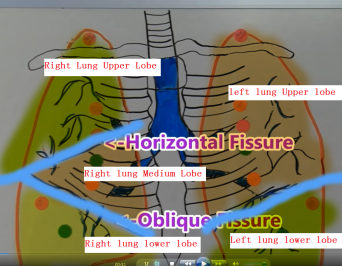 Right Lung Upper Lobe
left lung Upper lobe
<-Horizontal Fissure
Right lung Medium Lobe
<-Oblique Fissure
Right lung lower lobe
Left lung lower lobe